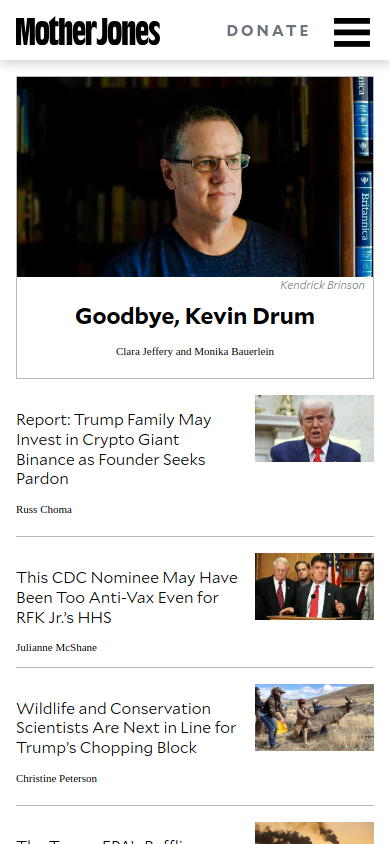 Mother Jones
DONATE
Britannica
Kendrick Brinson
Goodbye, Kevin Drum
Clara Jeffery and Monika Bauerlein
Report: Trump Family May
Invest in Crypto Giant
Binance as Founder Seeks
Pardon
Russ Choma
This CDC Nominee May Have
Been Too Anti-Vax Even for
RFK Jr.’s HHS
Julianne McShane
Wildlife and Conservation
Scientists Are Next in Line for
Trump’s Chopping Block
Christine Peterson